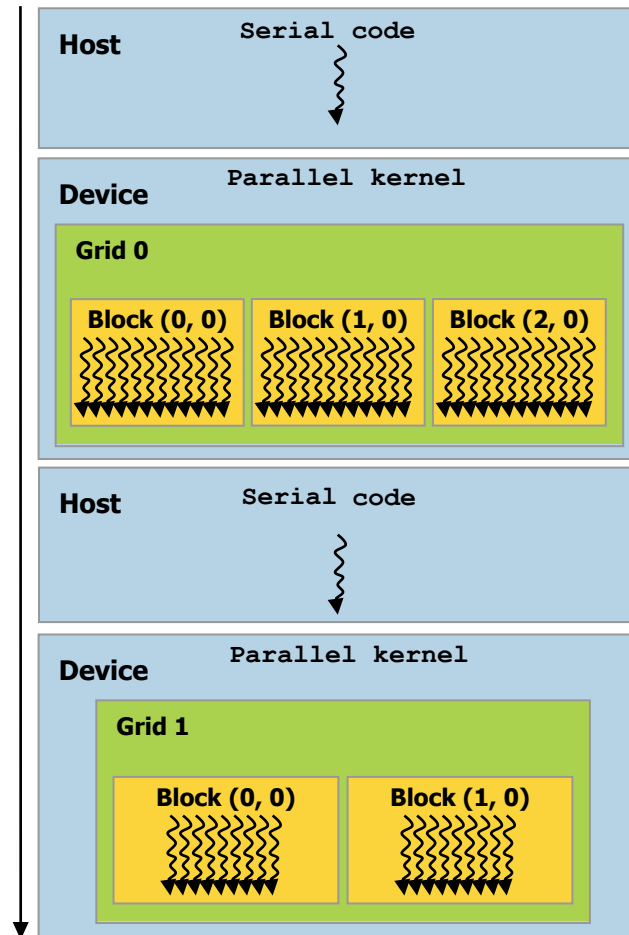 Serial code
Host
Parallel kernel
Device
Grid 0
Block (0, 0) Block (1, 0) Block (2, 0)
Serial code
Host
Parallel kernel
Device
Grid 1
Block (0, 0) Block (1, 0)